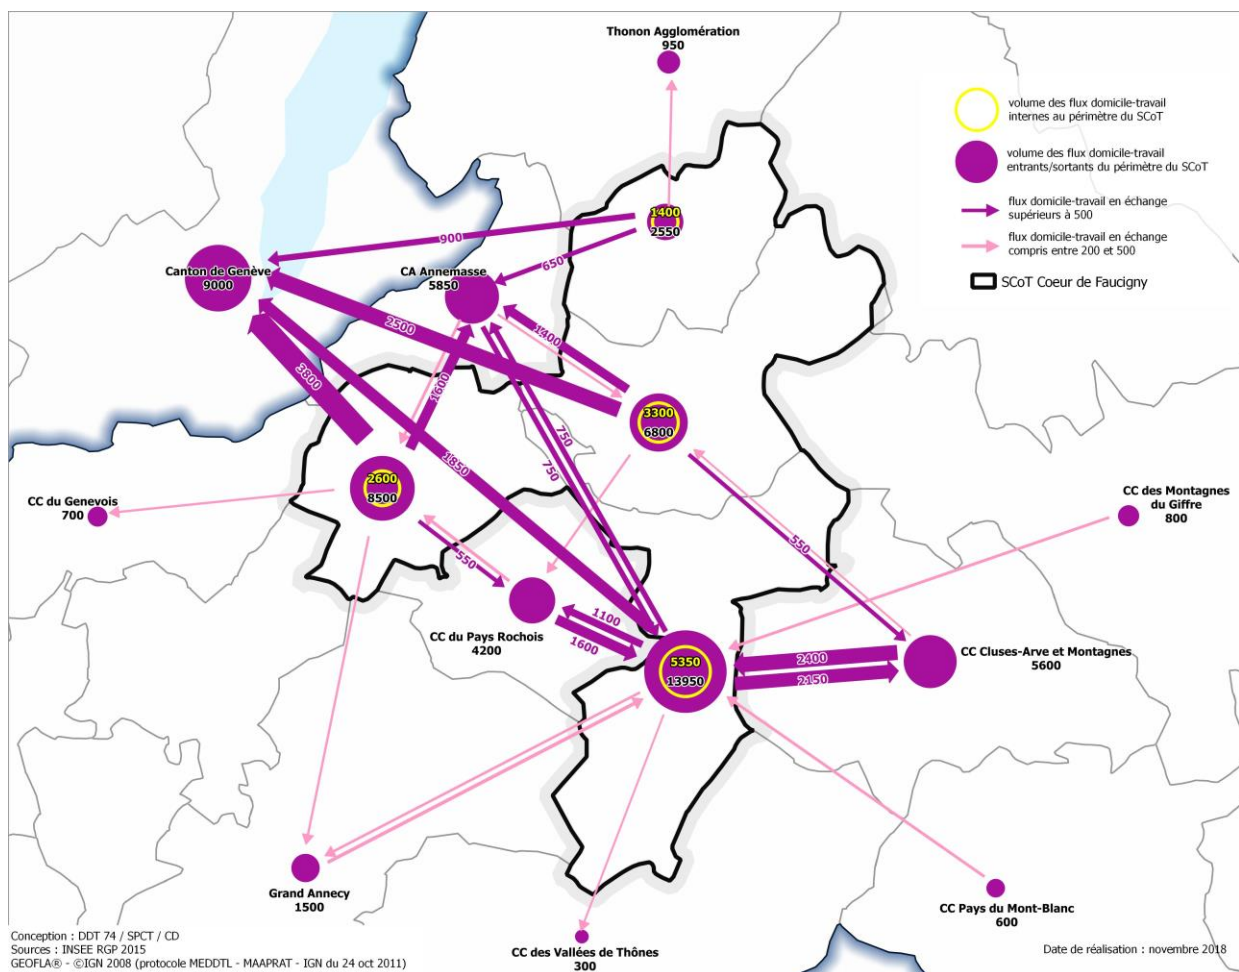 Thonon Agglomération
950
volume des flux domicile-travail
internes au périmètre du SCoT
volume des flux domicile-travail
entrants/sortants du périmètre du SCoT
flux domicile-travail en échange
supérieurs à 500
flux domicile-travail en échange
compris entre 200 et 500
SCoT Coeur de Faucigny
1400
2550
900
650
Canton de Genève
9000
CA Annemasse
5850
2500
1400
3800
1600
3300
6800
750
750
1850
2600
8500
CC du Genevois
700
CC des Montagnes
du Giffre
800
550
550
1100
1600
CC du Pays Rochois
4200
5350
13950
2400
2150
CC Cluses-Arve et Montagnes
5600
Grand Annecy
1500
CC Pays du Mont-Blanc
600
CC des Vallées de Thônes
300
Conception : DDT 74 / SPCT / CD
Sources : INSEE RGP 2015
GEOFLA® - ©IGN 2008 (protocole MEDDTL - MAAPRAT - IGN du 24 oct 2011)
Date de réalisation : novembre 2018